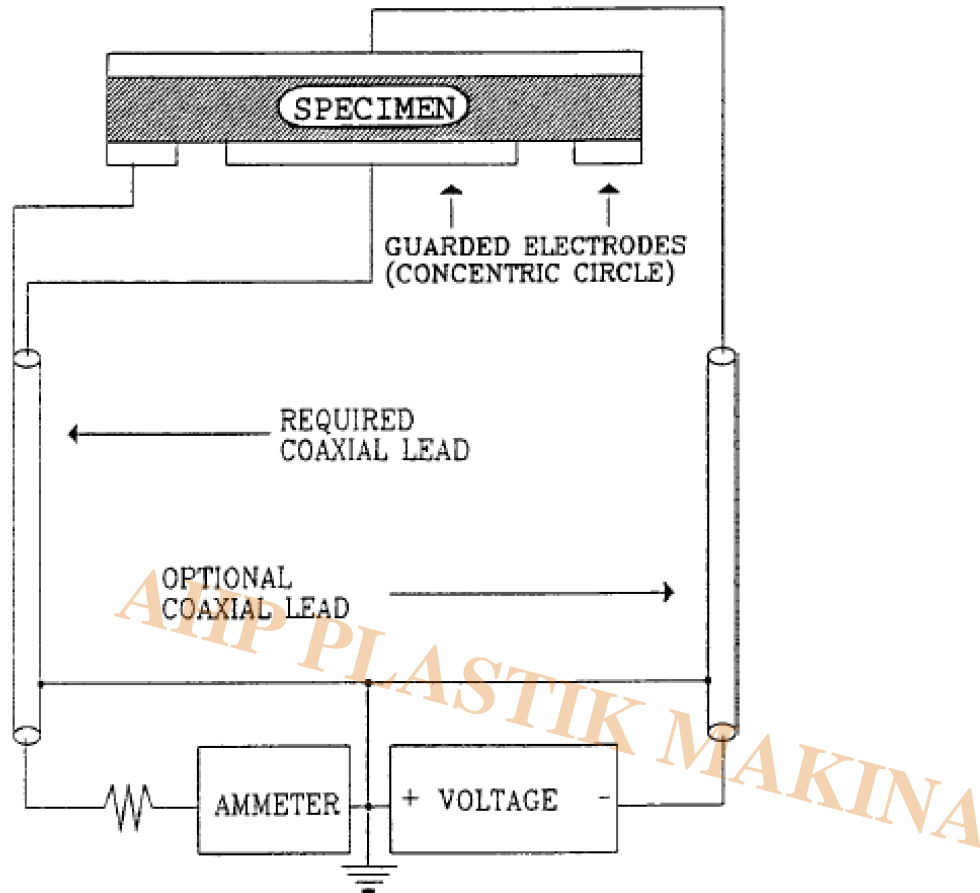 SPECIMEN
GUARDED ELECTRODES
(CONCENTRIC CIRCLE)
REQUIRED
COAXIAL LEAD
OPTIONAL
COAXIAL LEAD
AHP PLASTIK MAKINA
AMMETER
+ VOLTAGE -